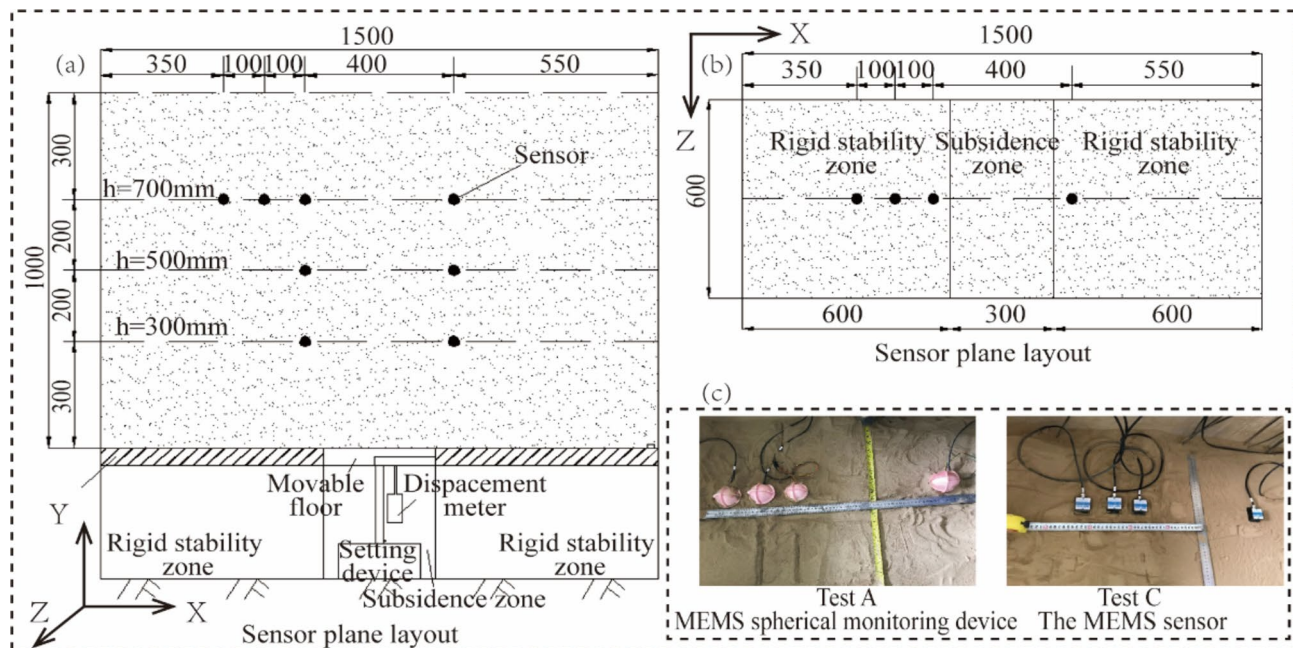 (a)
1500
350
100
100
400
550
1000
300
200
200
300
Sensor
h=700mm
h=500mm
h=300mm
Movable
floor
Dispacement
meter
Rigid stability
zone
Setting
device
Rigid stability
zone
Subsidence zone
Y
Z
X
Sensor plane layout
(b)
X
Z
1500
350
100
100
400
550
600
Rigid stability
zone
Subsidence
zone
Rigid stability
zone
600
300
600
Sensor plane layout
(c)
Test A
MEMS spherical monitoring device
Test C
The MEMS sensor